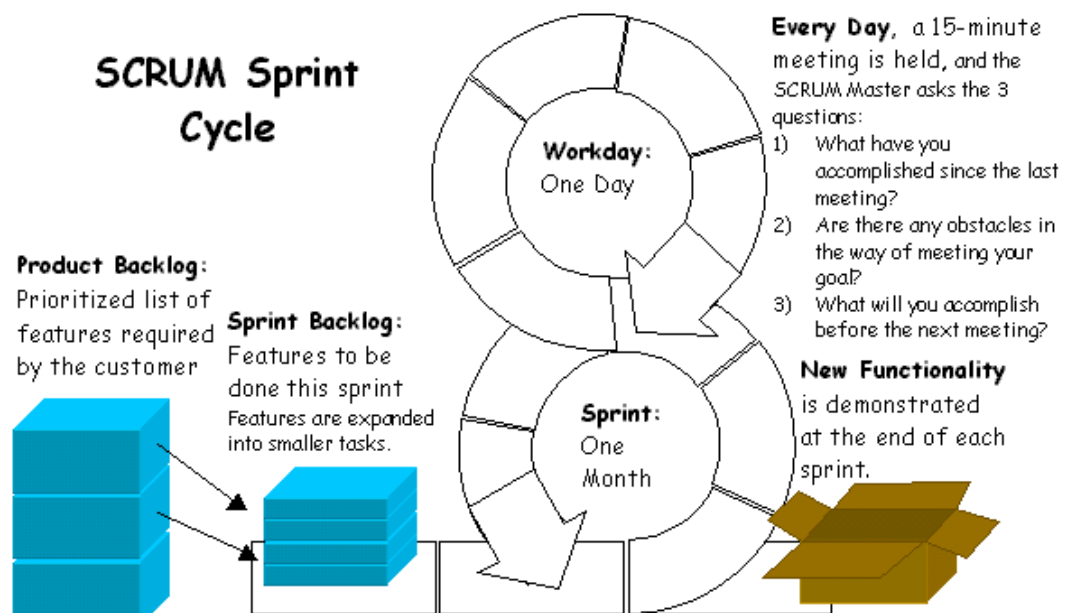 SCRUM Sprint
Cycle
Every Day, a 15-minute
meeting is held, and the
SCRUM Master asks the 3
questions:
1) What have you
accomplished since the last
meeting?
2) Are there any obstacles in
the way of meeting your
goal?
3) What will you accomplish
before the next meeting?
Workday:
One Day
Product Backlog:
Prioritized list of
features required
by the customer
Sprint Backlog:
Features to be
done this sprint
Features are expanded
into smaller tasks.
Sprint:
One
Month
New Functionality
is demonstrated
at the end of each
sprint.